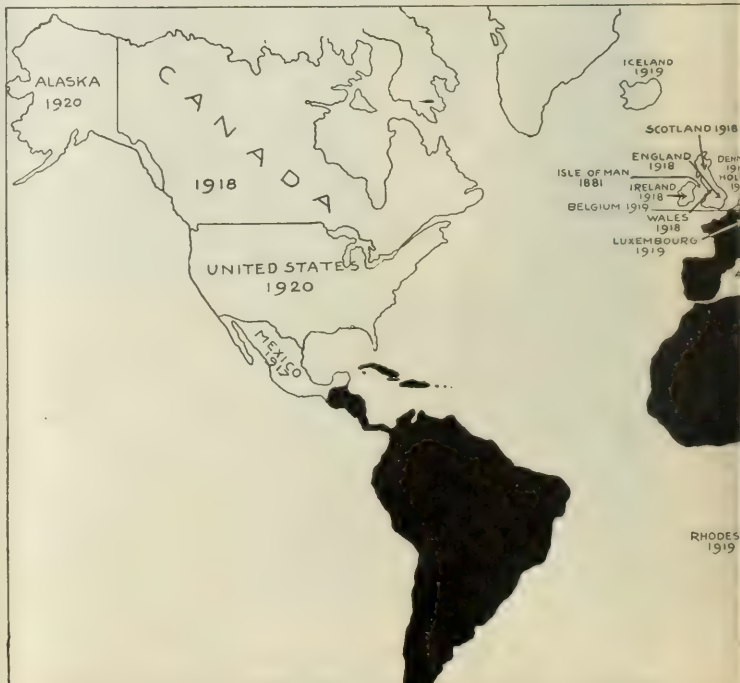 ALASKA
1920
CANADA
1918
UNITED STATES
1920
MEXICO
1917
ICELAND
1919
SCOTLAND 1918
ENGLAND
1918
ISLE OF MAN
1881
IRELAND
1918
BELGIUM 1919
WALES
1918
LUXEMBOURG
1919
RHODES
1919